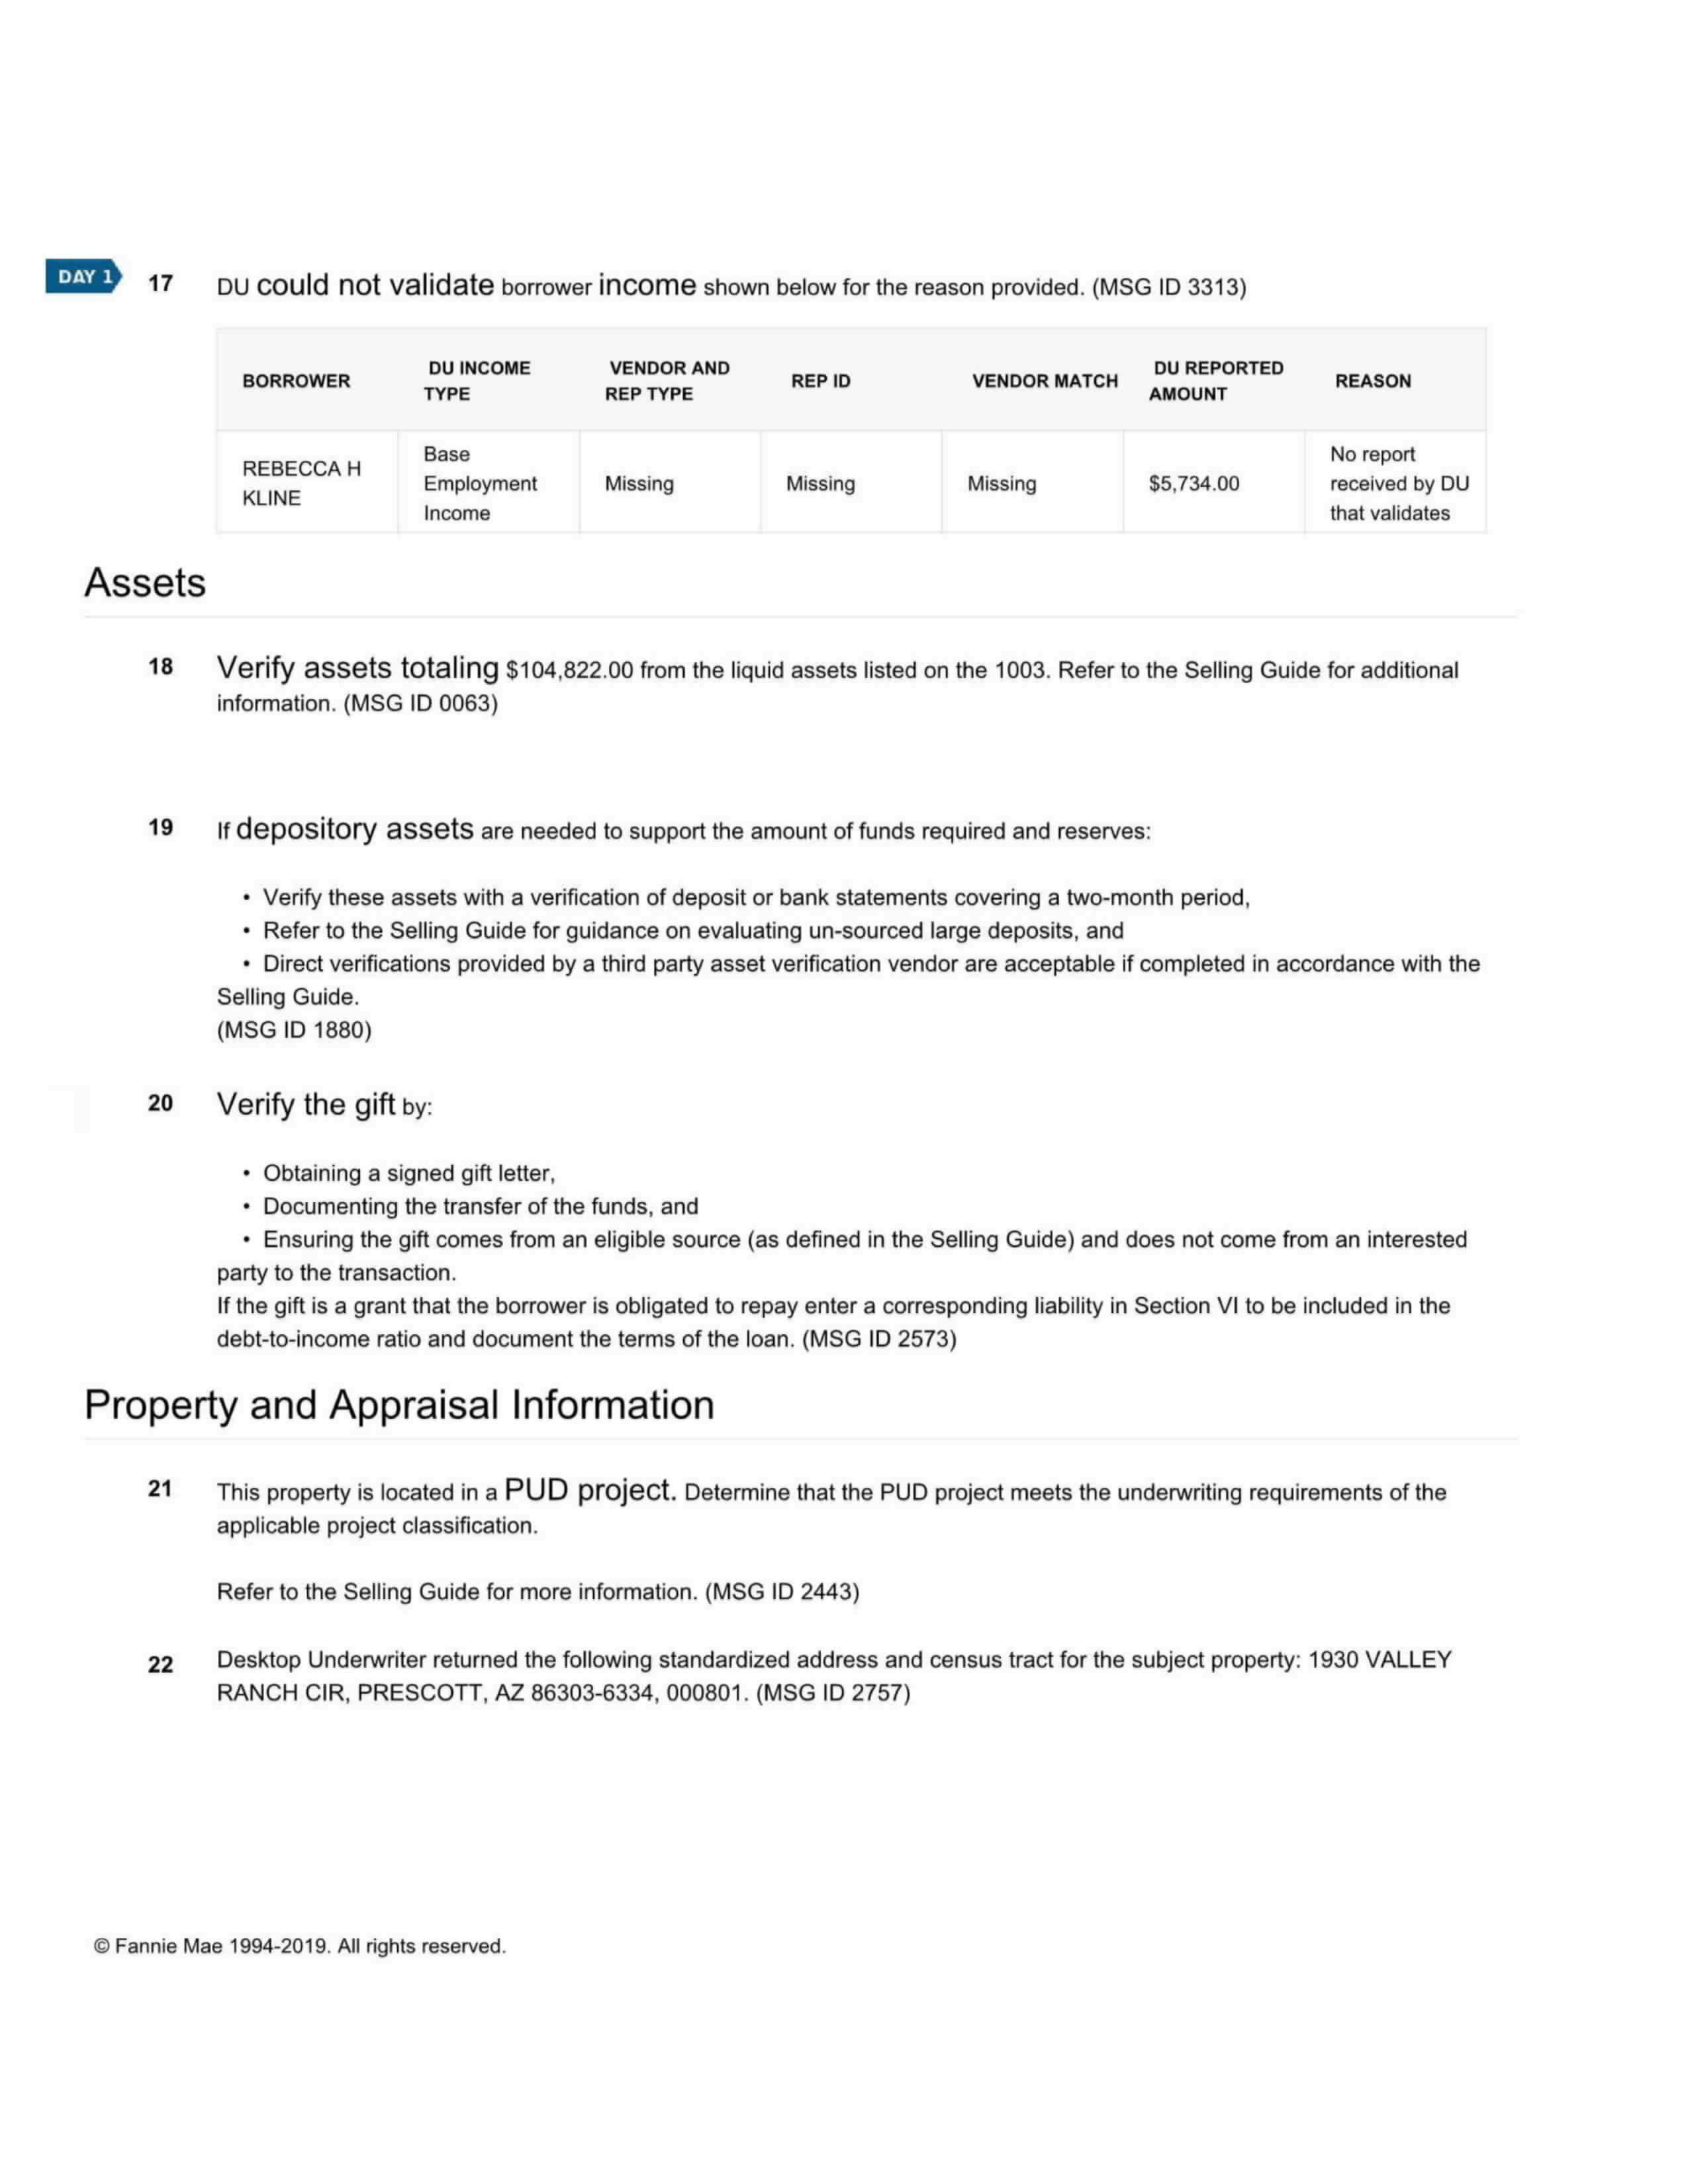 DAY 1
17 DU could not validate borrower income shown below for the reason provided. (MSG ID 3313)
BORROWER DU INCOME TYPE VENDOR AND REP TYPE REP ID VENDOR MATCH DU REPORTED AMOUNT REASON
REBECCA H KLINE Base Employment Income Missing Missing Missing $5,734.00 No report received by DU that validates
Assets
18 Verify assets totaling $104,822.00 from the liquid assets listed on the 1003. Refer to the Selling Guide for additional
information. (MSG ID 0063)
19 If depository assets are needed to support the amount of funds required and reserves:
• Verify these assets with a verification of deposit or bank statements covering a two-month period,
• Refer to the Selling Guide for guidance on evaluating un-sourced large deposits, and
• Direct verifications provided by a third party asset verification vendor are acceptable if completed in accordance with the
Selling Guide.
(MSG ID 1880)
20 Verify the gift by:
• Obtaining a signed gift letter,
• Documenting the transfer of the funds, and
• Ensuring the gift comes from an eligible source (as defined in the Selling Guide) and does not come from an interested
party to the transaction.
If the gift is a grant that the borrower is obligated to repay enter a corresponding liability in Section VI to be included in the
debt-to-income ratio and document the terms of the loan. (MSG ID 2573)
Property and Appraisal Information
21 This property is located in a PUD project. Determine that the PUD project meets the underwriting requirements of the
applicable project classification.
Refer to the Selling Guide for more information. (MSG ID 2443)
22 Desktop Underwriter returned the following standardized address and census tract for the subject property: 1930 VALLEY
RANCH CIR, PRESCOTT, AZ 86303-6334, 000801. (MSG ID 2757)
© Fannie Mae 1994-2019. All rights reserved.